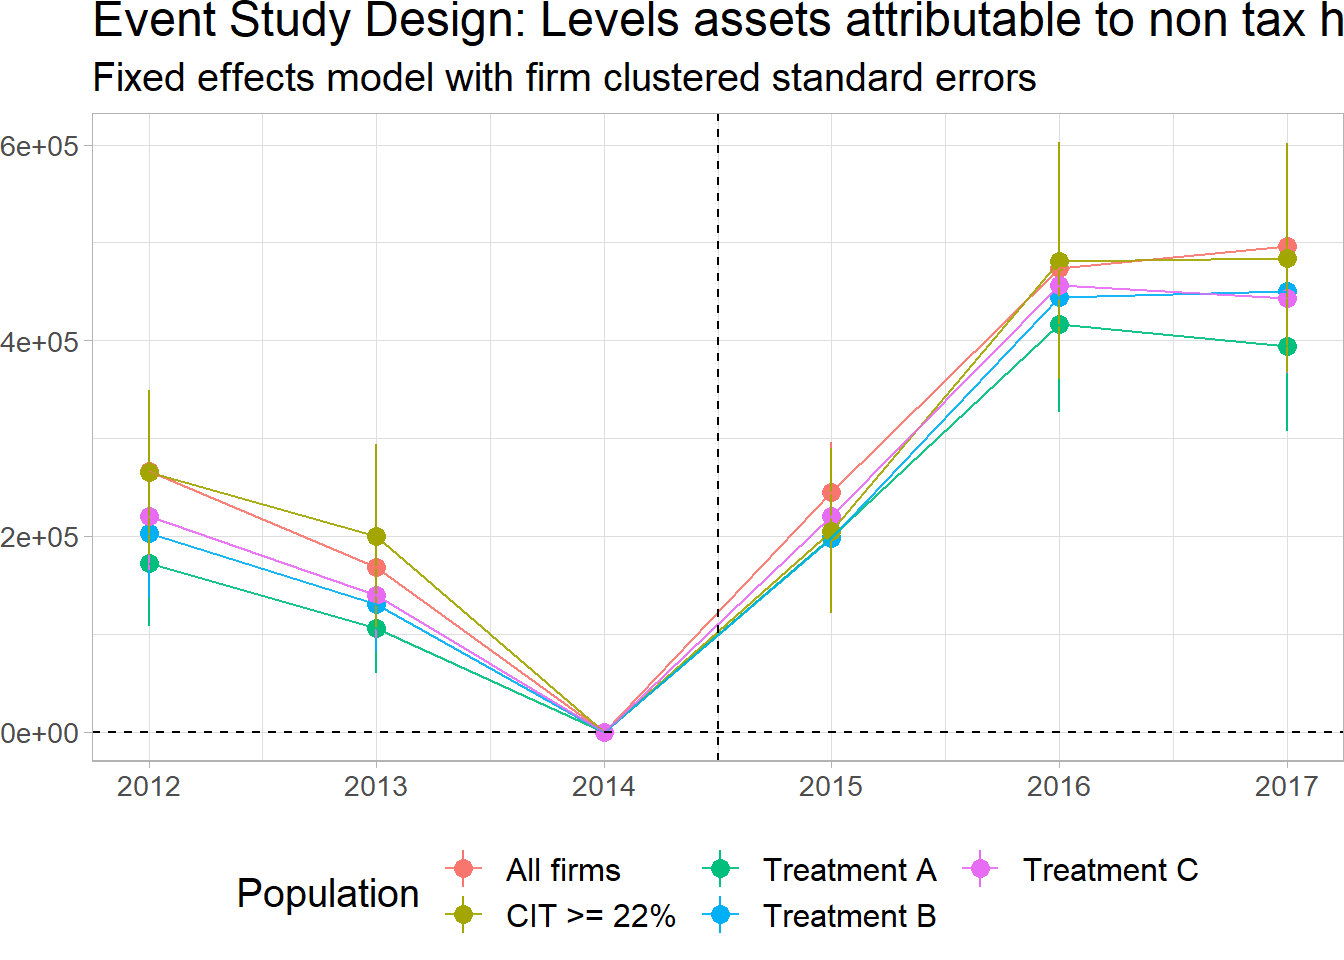 Event Study Design: Levels assets attributable to non tax h
Fixed effects model with firm clustered standard errors
6e+05
4e+05
2e+05
0e+00
2012 2013 2014 2015 2016 2017
Population
All firms Treatment A Treatment C
CIT >= 22% Treatment B